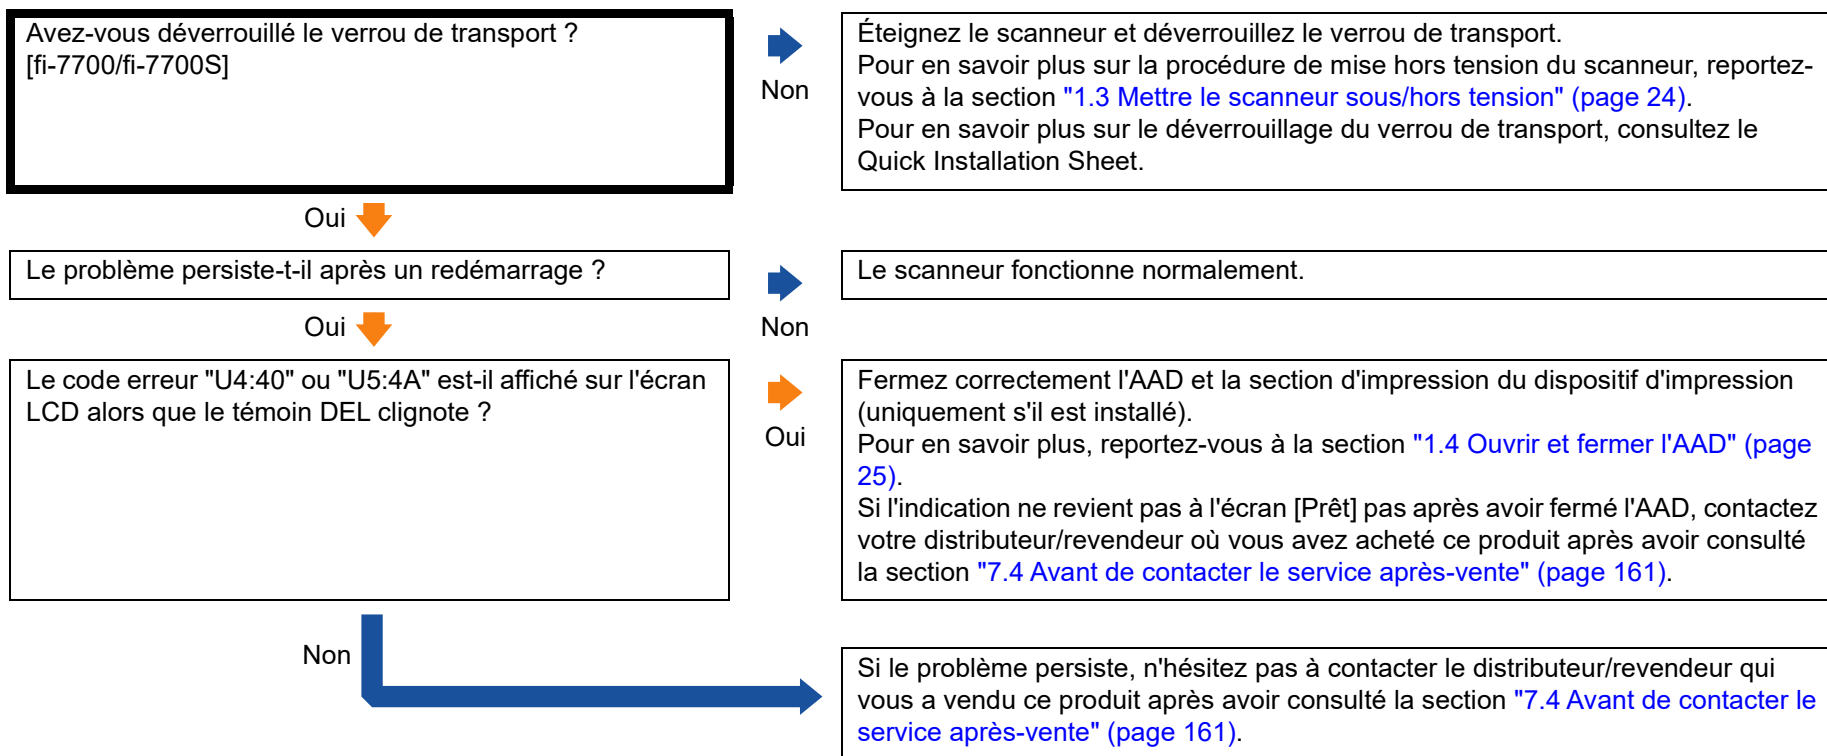 Avez-vous déverrouillé le verrou de transport ?
[fi-7700/fi-7700S]
Non
Éteignez le scanneur et déverrouillez le verrou de transport.
Pour en savoir plus sur la procédure de mise hors tension du scanneur, reportez-
vous à la section "1.3 Mettre le scanneur sous/hors tension" (page 24).
Pour en savoir plus sur le déverrouillage du verrou de transport, consultez le
Quick Installation Sheet.
Oui
Le problème persiste-t-il après un redémarrage ?
Non
Le scanneur fonctionne normalement.
Oui
Le code erreur "U4:40" ou "U5:4A" est-il affiché sur l'écran
LCD alors que le témoin DEL clignote ?
Oui
Fermez correctement l'AAD et la section d'impression du dispositif d'impression
(uniquement s'il est installé).
Pour en savoir plus, reportez-vous à la section "1.4 Ouvrir et fermer l'AAD" (page
25).
Si l'indication ne revient pas à l'écran [Prêt] pas après avoir fermé l'AAD, contactez
votre distributeur/revendeur où vous avez acheté ce produit après avoir consulté
la section "7.4 Avant de contacter le service après-vente" (page 161).
Non
Si le problème persiste, n'hésitez pas à contacter le distributeur/revendeur qui
vous a vendu ce produit après avoir consulté la section "7.4 Avant de contacter le
service après-vente" (page 161).